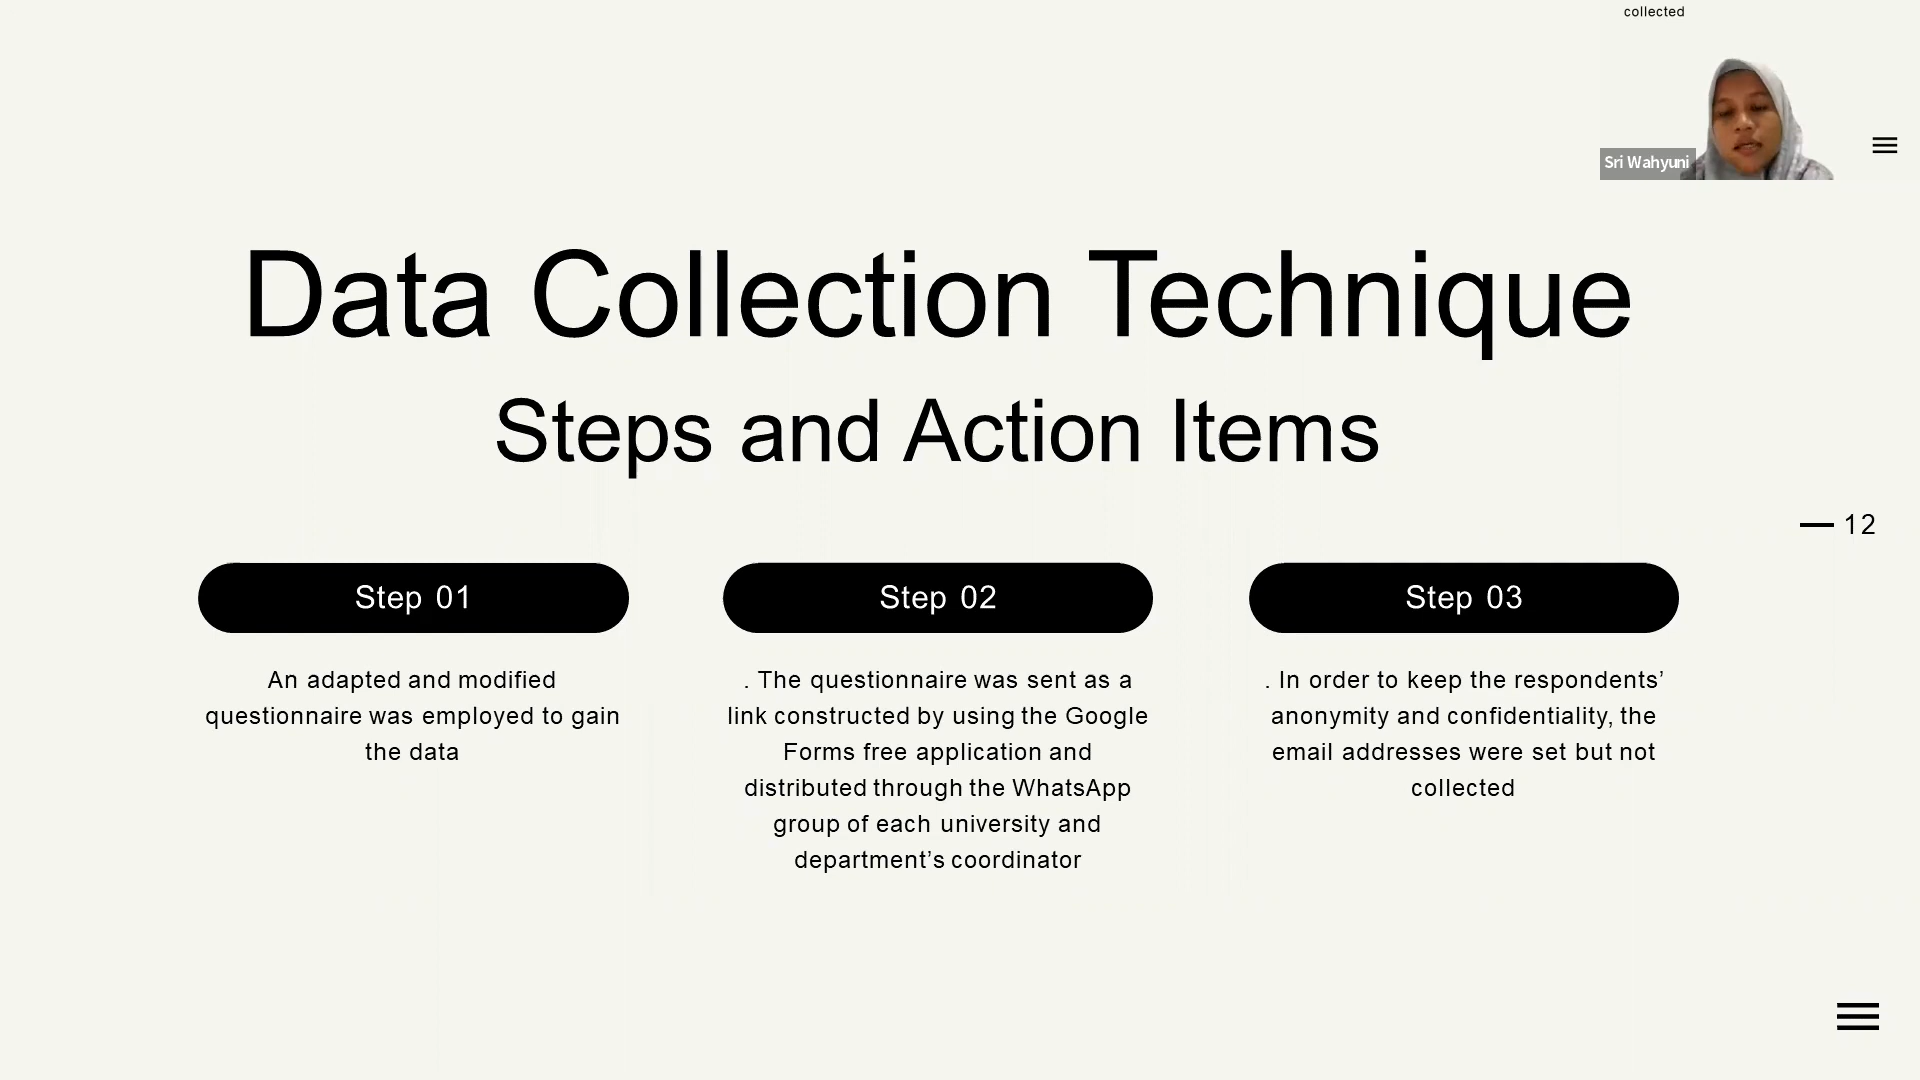 collected
Sri Wahyuni
Data Collection Technique
Steps and Action Items
12
Step 01
An adapted and modified
questionnaire was employed to gain
the data
Step 02
. The questionnaire was sent as a
link constructed by using the Google
Forms free application and
distributed through the WhatsApp
group of each university and
department’s coordinator
Step 03
. In order to keep the respondents’
anonymity and confidentiality, the
email addresses were set but not
collected